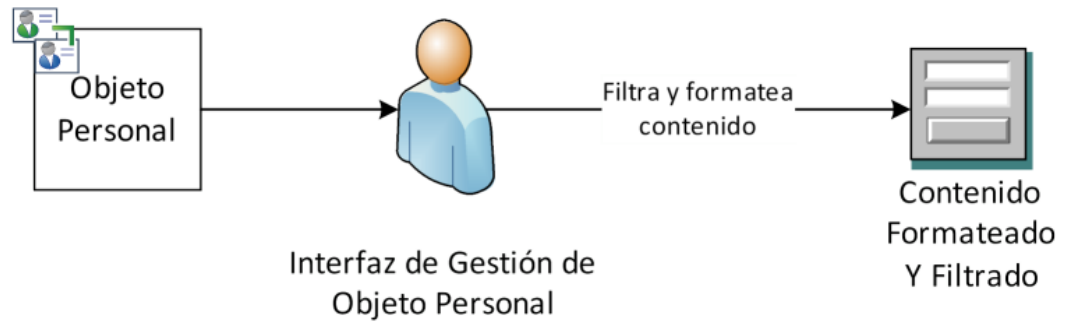 Objeto
Personal
Filtra y formatea
contenido
Interfaz de Gestión de
Objeto Personal
Contenido
Formateado
Y Filtrado